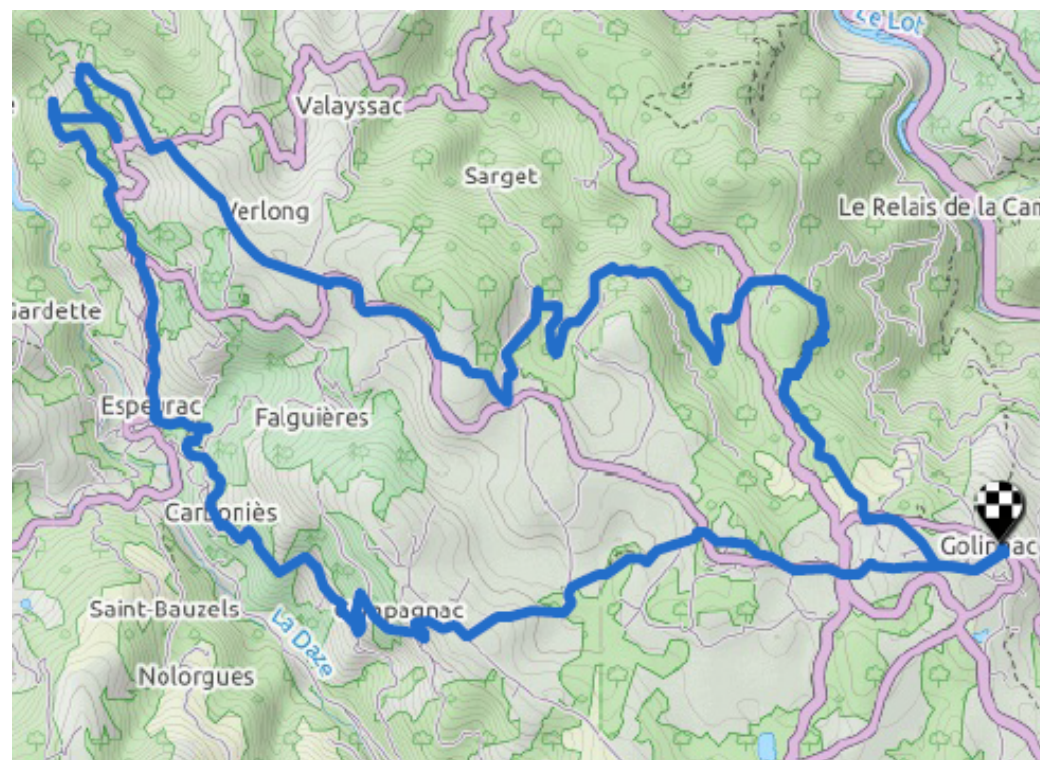 Le Lot
Valayssac
Sarget
Le Relais de la Cam
Verlong
Gardette
Espeyrac
Falguières
Carboniès
Golinhac
Saint-Bauzels
La Daze
Nolorgues